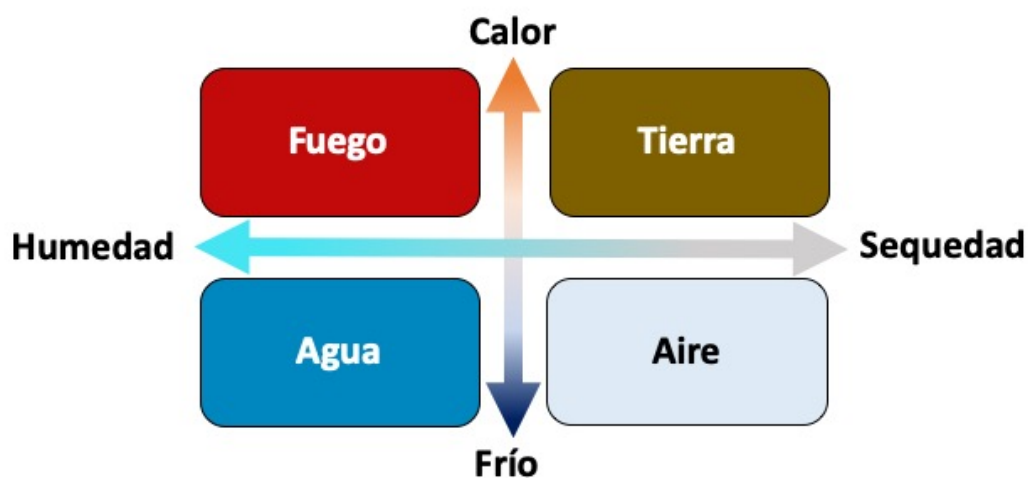 Calor
Fuego
Tierra
Humedad
Sequedad
Agua
Aire
Frío